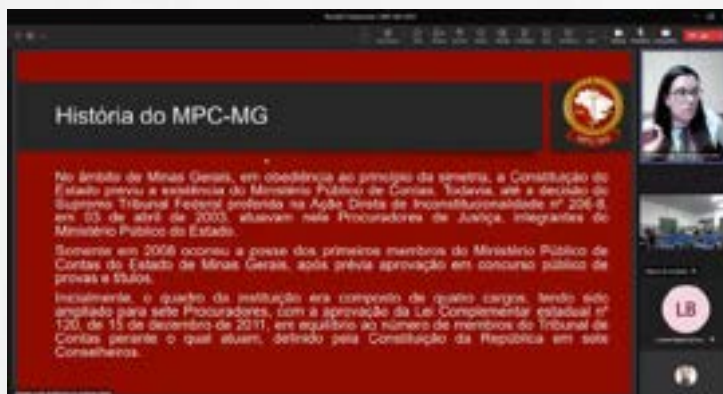 História do MPC-MG
No âmbito de Minas Gerais, em obediência ao princípio da simetria, a Constituição do
Estado previu a existência do Ministério Público de Contas. Todavia, até a decisão do
Supremo Tribunal Federal proferida na Ação Direta de Inconstitucionalidade nº
em 03 de abril de 2003, atuavam nele Procuradores de Justiça, integrantes do
Ministério Público do Estado.
Somente em ocorreu a posse dos primeiros membros do Ministério Público de
Contas do Estado de Minas Gerais, após prévia aprovação em concurso público de
provas e títulos.
Inicialmente, o quadro da instituição era composto de quatro cargos, tendo sido
ampliado para sete Procuradores, com a aprovação da Lei Complementar estadual nº
120, de 15 de dezembro de 2011, em equilíbrio ao número de membros do Tribunal de
Contas perante o qual atuam, definido pela Constituição da República em sete
Conselheiros.
MPC-MG
LB